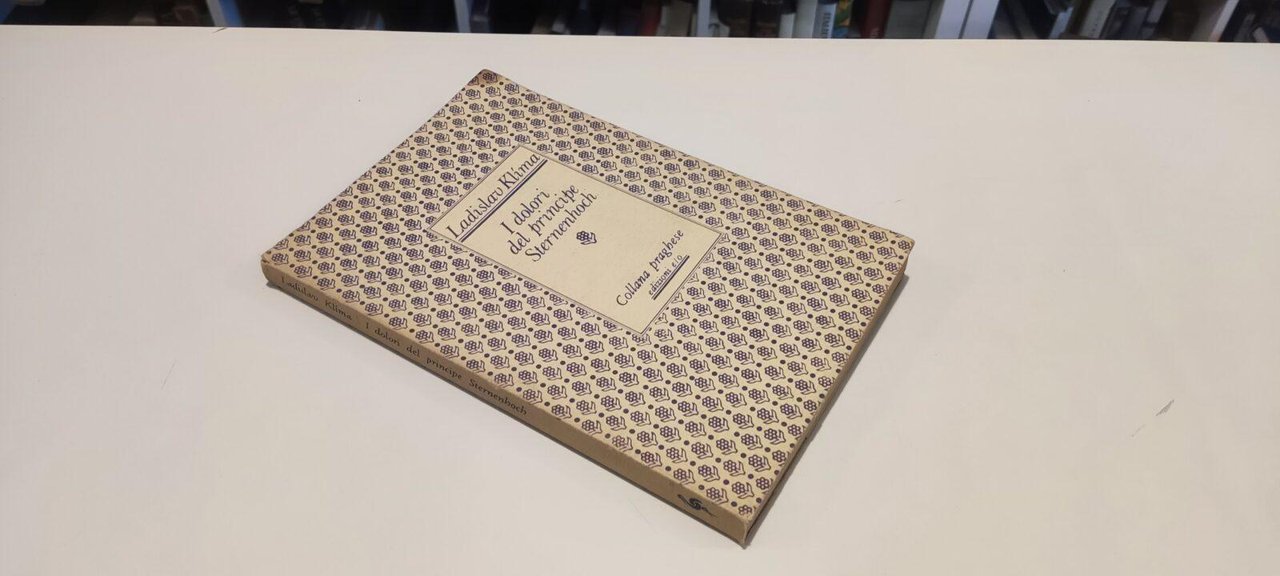 Ladislav Klíma
I dolori
del principe
Sternenhoch
Collana praghese
edizioni e/o
Ladislav Klíma I dolori del principe Sternenhoch